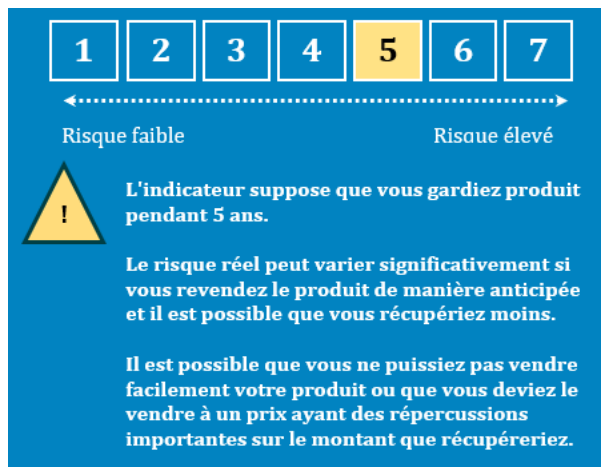 1 2 3 4 5 6 7
Risque faible Risque élevé
!
L'indicateur suppose que vous gardiez produit
pendant 5 ans.
Le risque réel peut varier significativement si
vous revendez le produit de manière anticipée
et il est possible que vous récupériez moins.
Il est possible que vous ne puissiez pas vendre
facilement votre produit ou que vous deviez le
vendre à un prix ayant des répercussions
importantes sur le montant que récupéreriez.